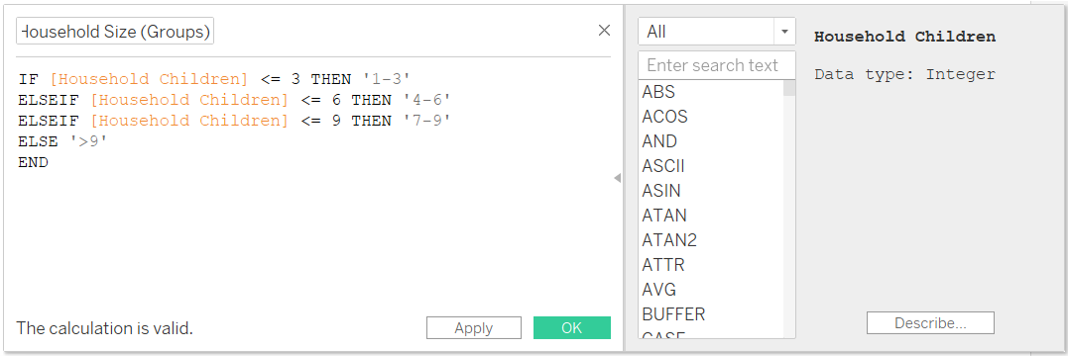 Household Size (Groups)
IF [Household Children] <= 3 THEN '1-3'
ELSEIF [Household Children] <= 6 THEN '4-6'
ELSEIF [Household Children] <= 9 THEN '7-9'
ELSE '>9'
END
The calculation is valid.
Apply
OK
All
Enter search text
ABS
ACOS
AND
ASCII
ASIN
ATAN
ATAN2
ATTR
AVG
BUFFER
CASE
Household Children
Data type: Integer
Describe...